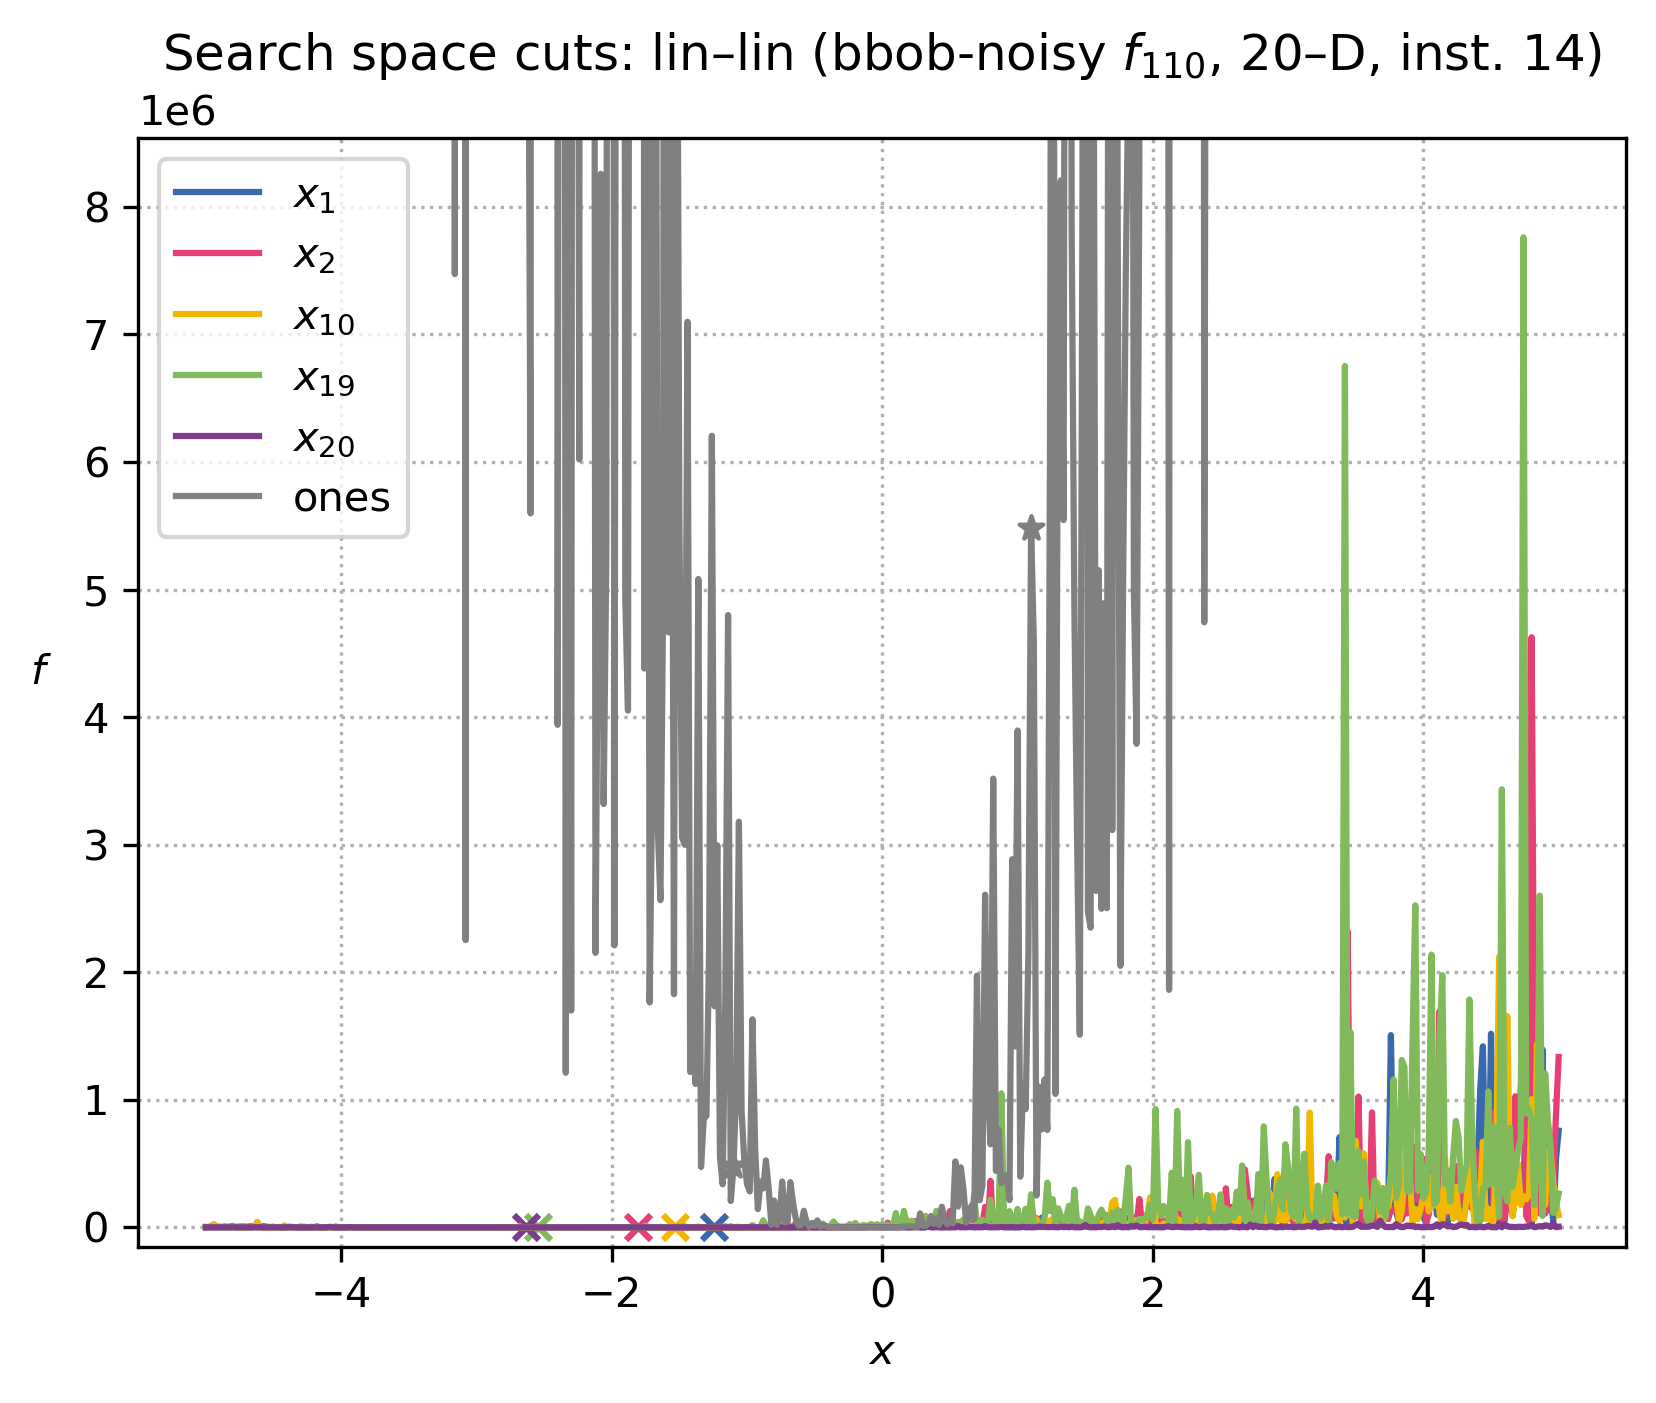 Search space cuts: lin–lin (bbob-noisy f₁₁₀, 20–D, inst. 14)
1e6
x₁
x₂
x₁₀
x₁₉
x₂₀
ones
8
7
6
5
4
3
2
1
0
f
−4
−2
0
2
4
x